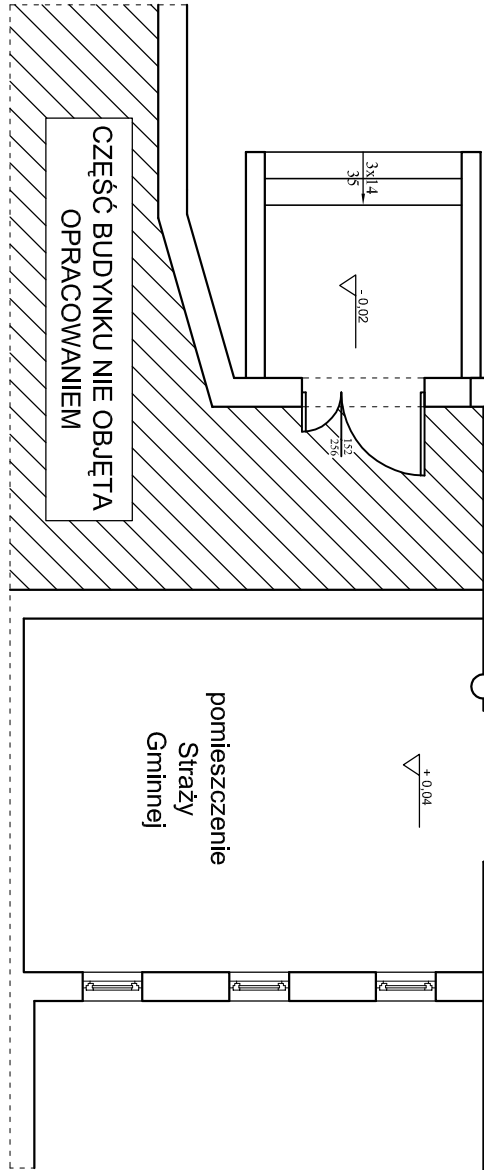 3x14
35
- 0,02
152
256
CZĘŚĆ BUDYNKU NIE OBJĘTA
OPRACOWANIEM
+ 0,04
pomieszczenie
Straży
Gminnej